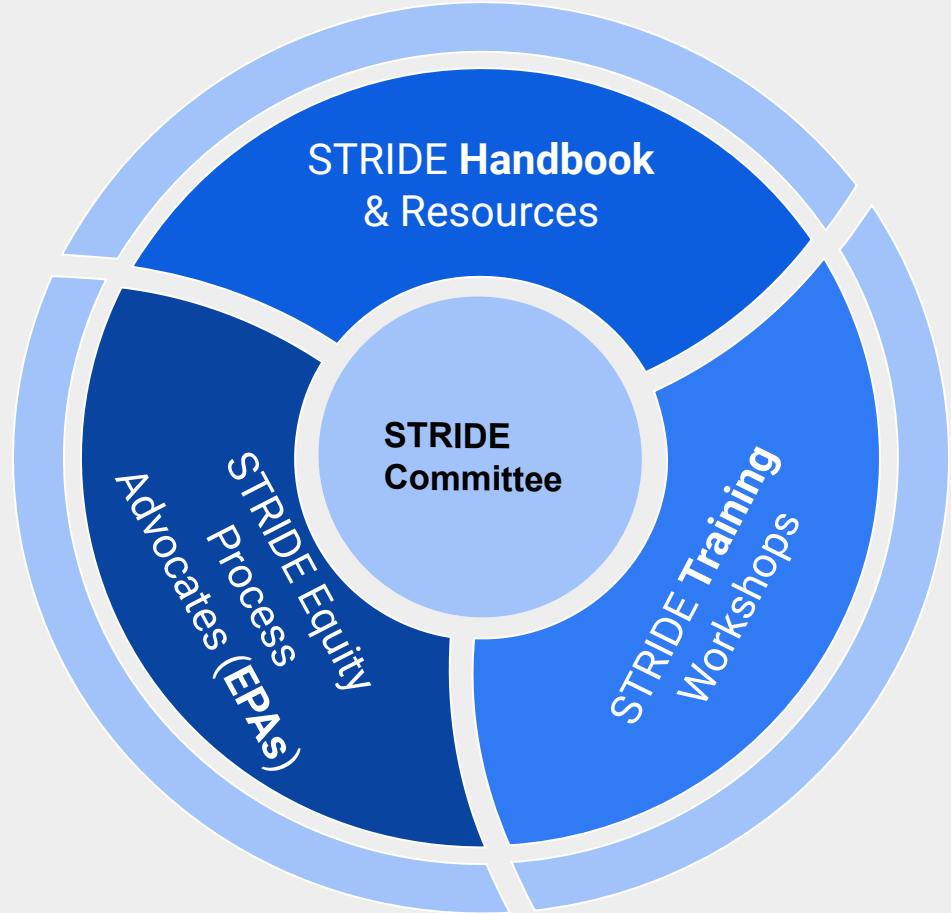 STRIDE Handbook
& Resources
STRIDE
Committee
STRIDE Equity
Process
Advocates (EPAs)
STRIDE Training
Workshops